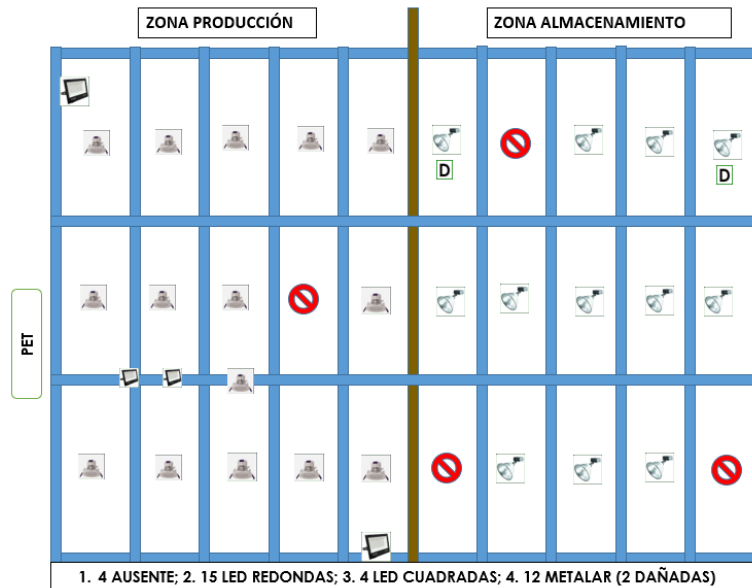 ZONA PRODUCCIÓN
ZONA ALMACENAMIENTO
D
D
PET
1. 4 AUSENTE; 2. 15 LED REDONDAS; 3. 4 LED CUADRADAS; 4. 12 METALAR (2 DAÑADAS)